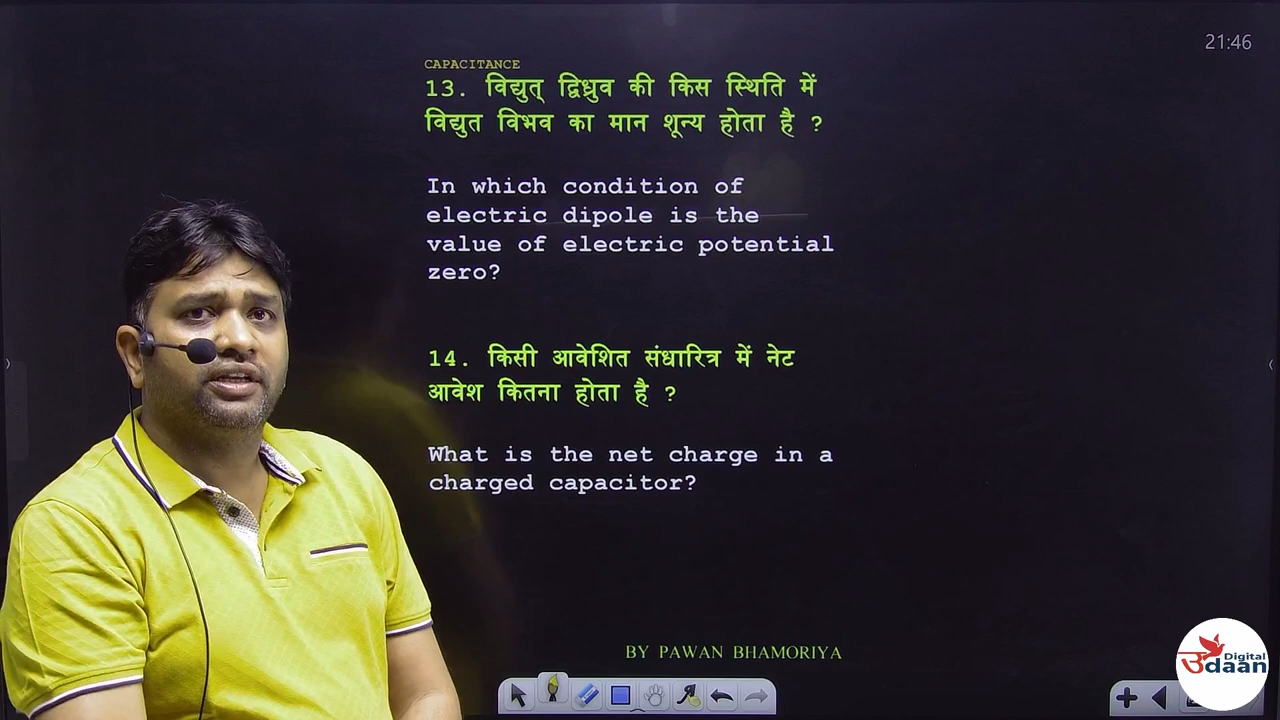 21:46
CAPACITANCE
13. विद्युत् द्विध्रुव की किस स्थिति में
विद्युत विभव का मान शून्य होता है ?
In which condition of
electric dipole is the
value of electric potential
zero?
14. किसी आवेशित संधारित्र में नेट
आवेश कितना होता है ?
What is the net charge in a
charged capacitor?
BY PAWAN BHAMORIYA
Digital
उdaan